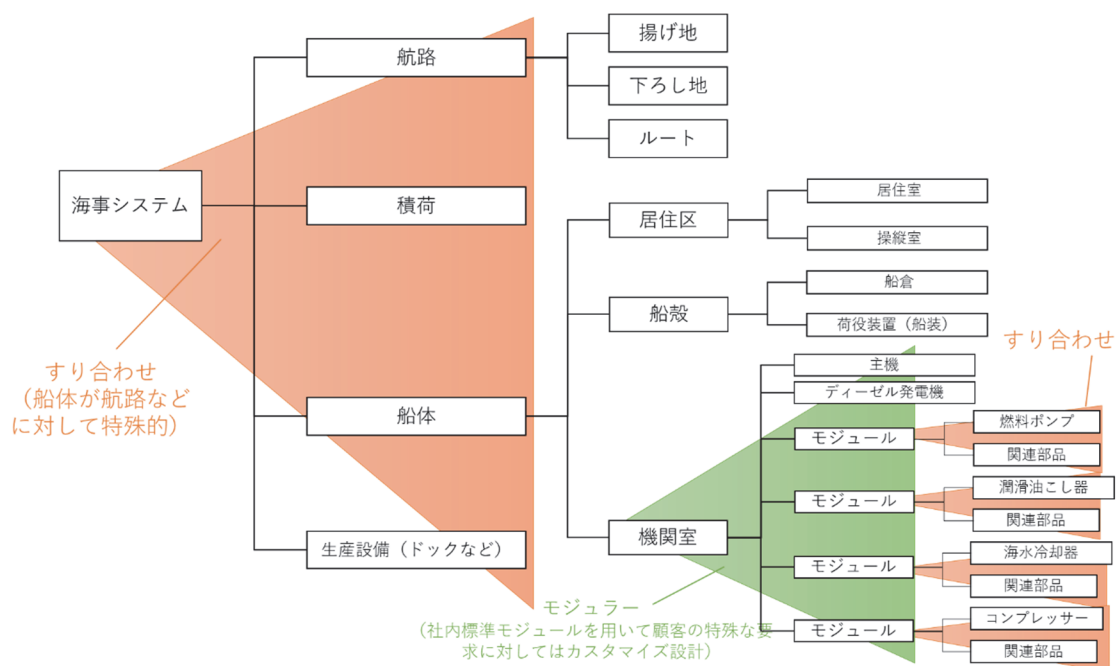 航路
揚げ地
下ろし地
ルート
海事システム
積荷
居住区
居住室
操縦室
船殻
船倉
荷役装置（船装）
すり合わせ
（船体が航路など
に対して特殊的）
船体
生産設備（ドックなど）
機関室
主機
ディーゼル発電機
すり合わせ
モジュール
燃料ポンプ
関連部品
モジュール
潤滑油こし器
関連部品
モジュール
海水冷却器
関連部品
モジュール
コンプレッサー
関連部品
モジュラー
（社内標準モジュールを用いて顧客の特殊な要
求に対してはカスタマイズ設計）